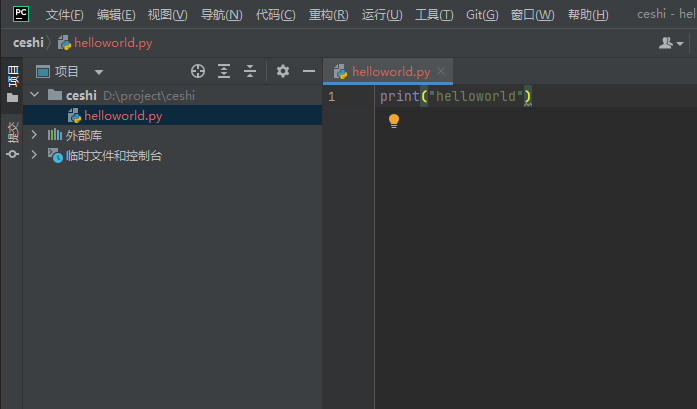 PC 文件(F) 编辑(E) 视图(V) 导航(N) 代码(C) 重构(R) 运行(U) 工具(T) Git(G) 窗口(W) 帮助(H) ceshi - hel
ceshi helloworld.py
项目
提交
项目
helloworld.py
ceshi D:\project\ceshi
helloworld.py
外部库
临时文件和控制台
1 print("helloworld")